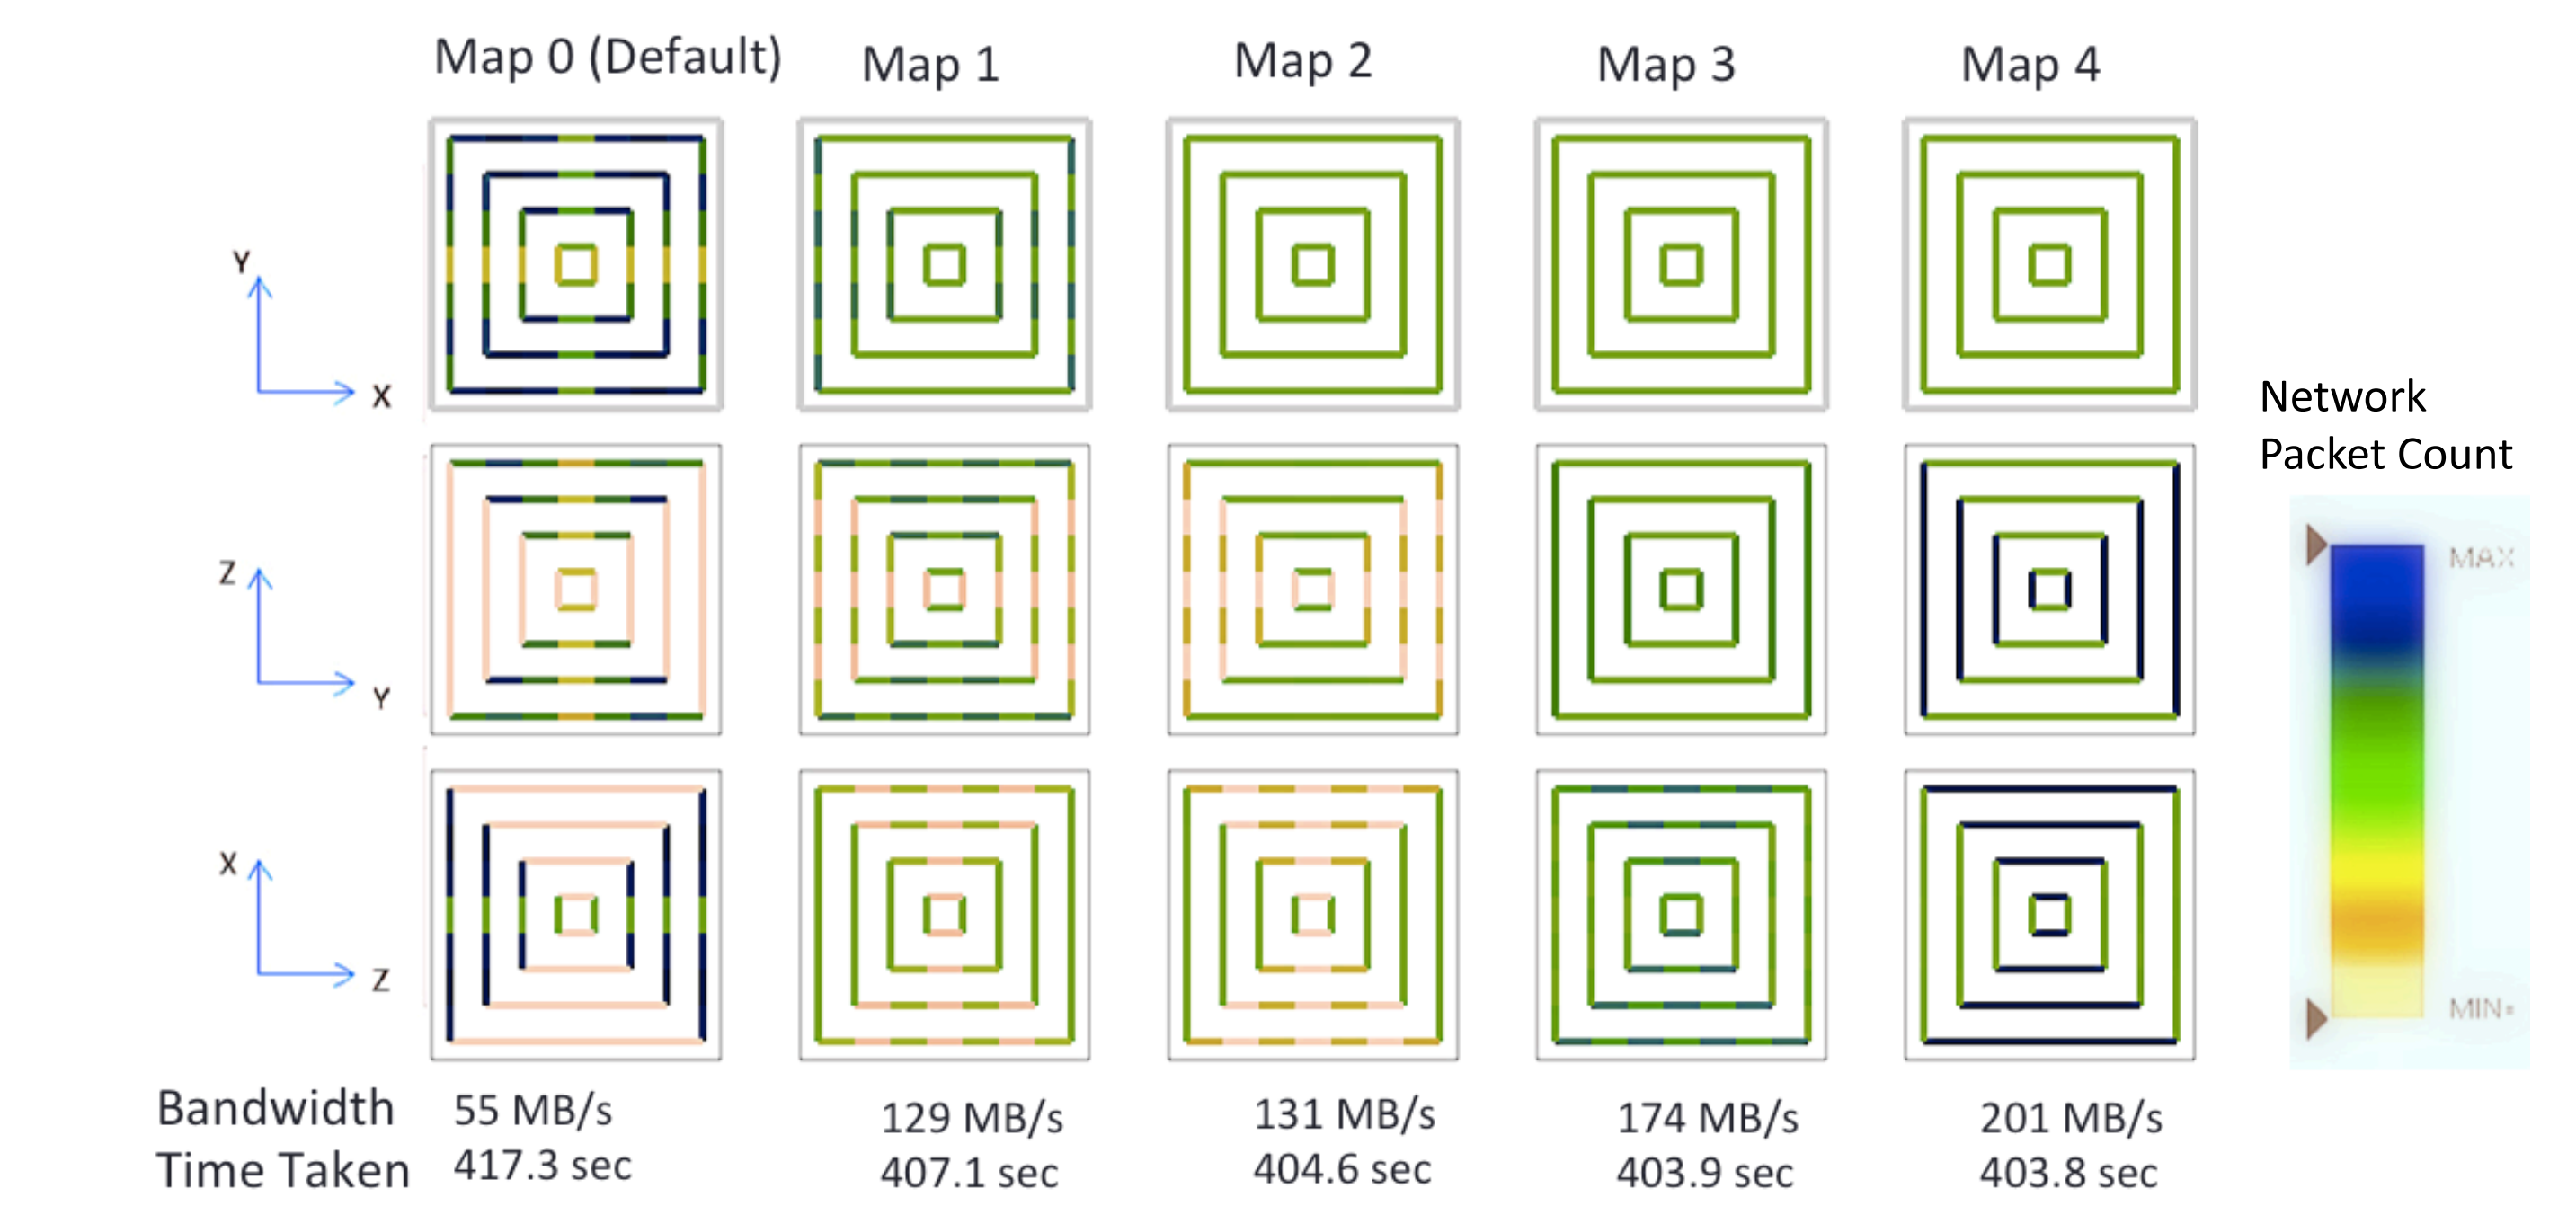 Map 0 (Default)
Map 1
Map 2
Map 3
Map 4
Y
X
Z
Y
X
Z
Network
Packet Count
MAX
MIN
Bandwidth
55 MB/s
129 MB/s
131 MB/s
174 MB/s
201 MB/s
Time Taken
417.3 sec
407.1 sec
404.6 sec
403.9 sec
403.8 sec